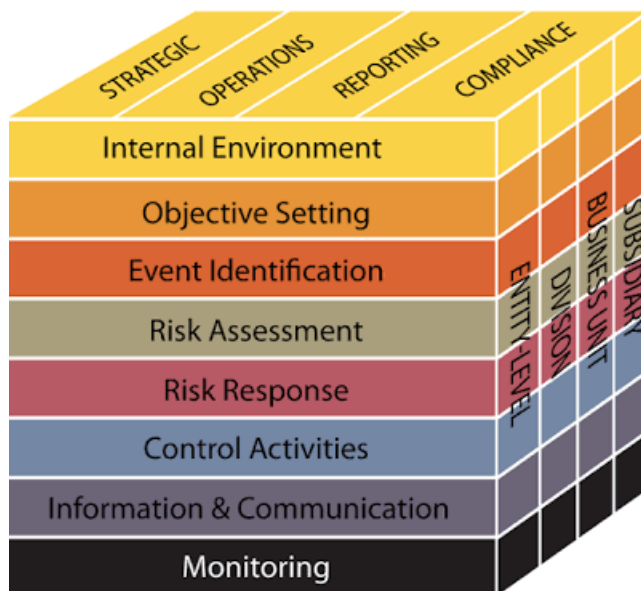 STRATEGIC
OPERATIONS
REPORTING
COMPLIANCE
Internal Environment
Objective Setting
Event Identification
Risk Assessment
Risk Response
Control Activities
Information & Communication
Monitoring
ENTITY-LEVEL
DIVISION
BUSINESS UNIT
SUBSIDIARY